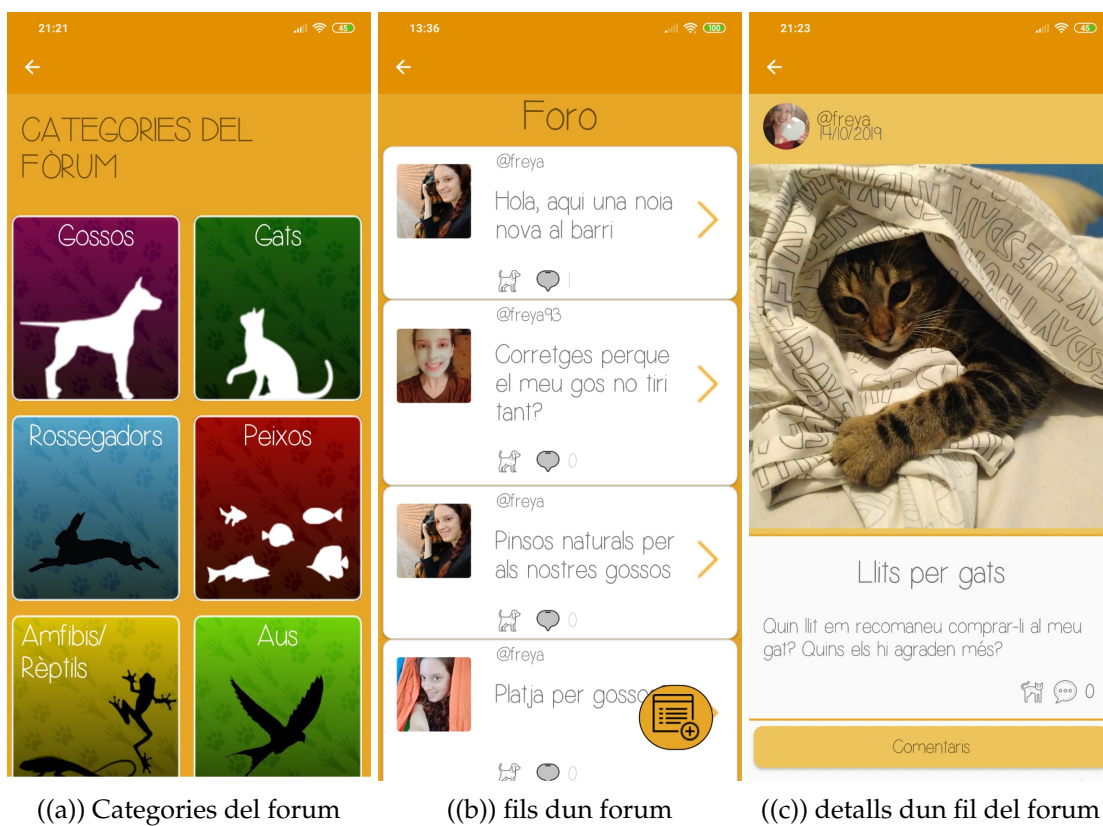 21:21
45
CATEGORIES DEL
FÒRUM
Gossos
Gats
Rossegadors
Peixos
Amfibis/
Rèptils
Aus
((a)) Categories del forum
13:36
100
Foro
@freya
Hola, aqui una noia
nova al barri
1
@freya93
Corretges perque
el meu gos no tiri
tant?
0
@freya
Pinsos naturals per
als nostres gossos
0
@freya
Platja per gossos
0
((b)) fils dun forum
21:23
45
@freya
14/10/2019
TUESDAY
Llits per gats
Quin llit em recomaneu comprar-li al meu
gat? Quins els hi agraden més?
0
Comentaris
((c)) detalls dun fil del forum